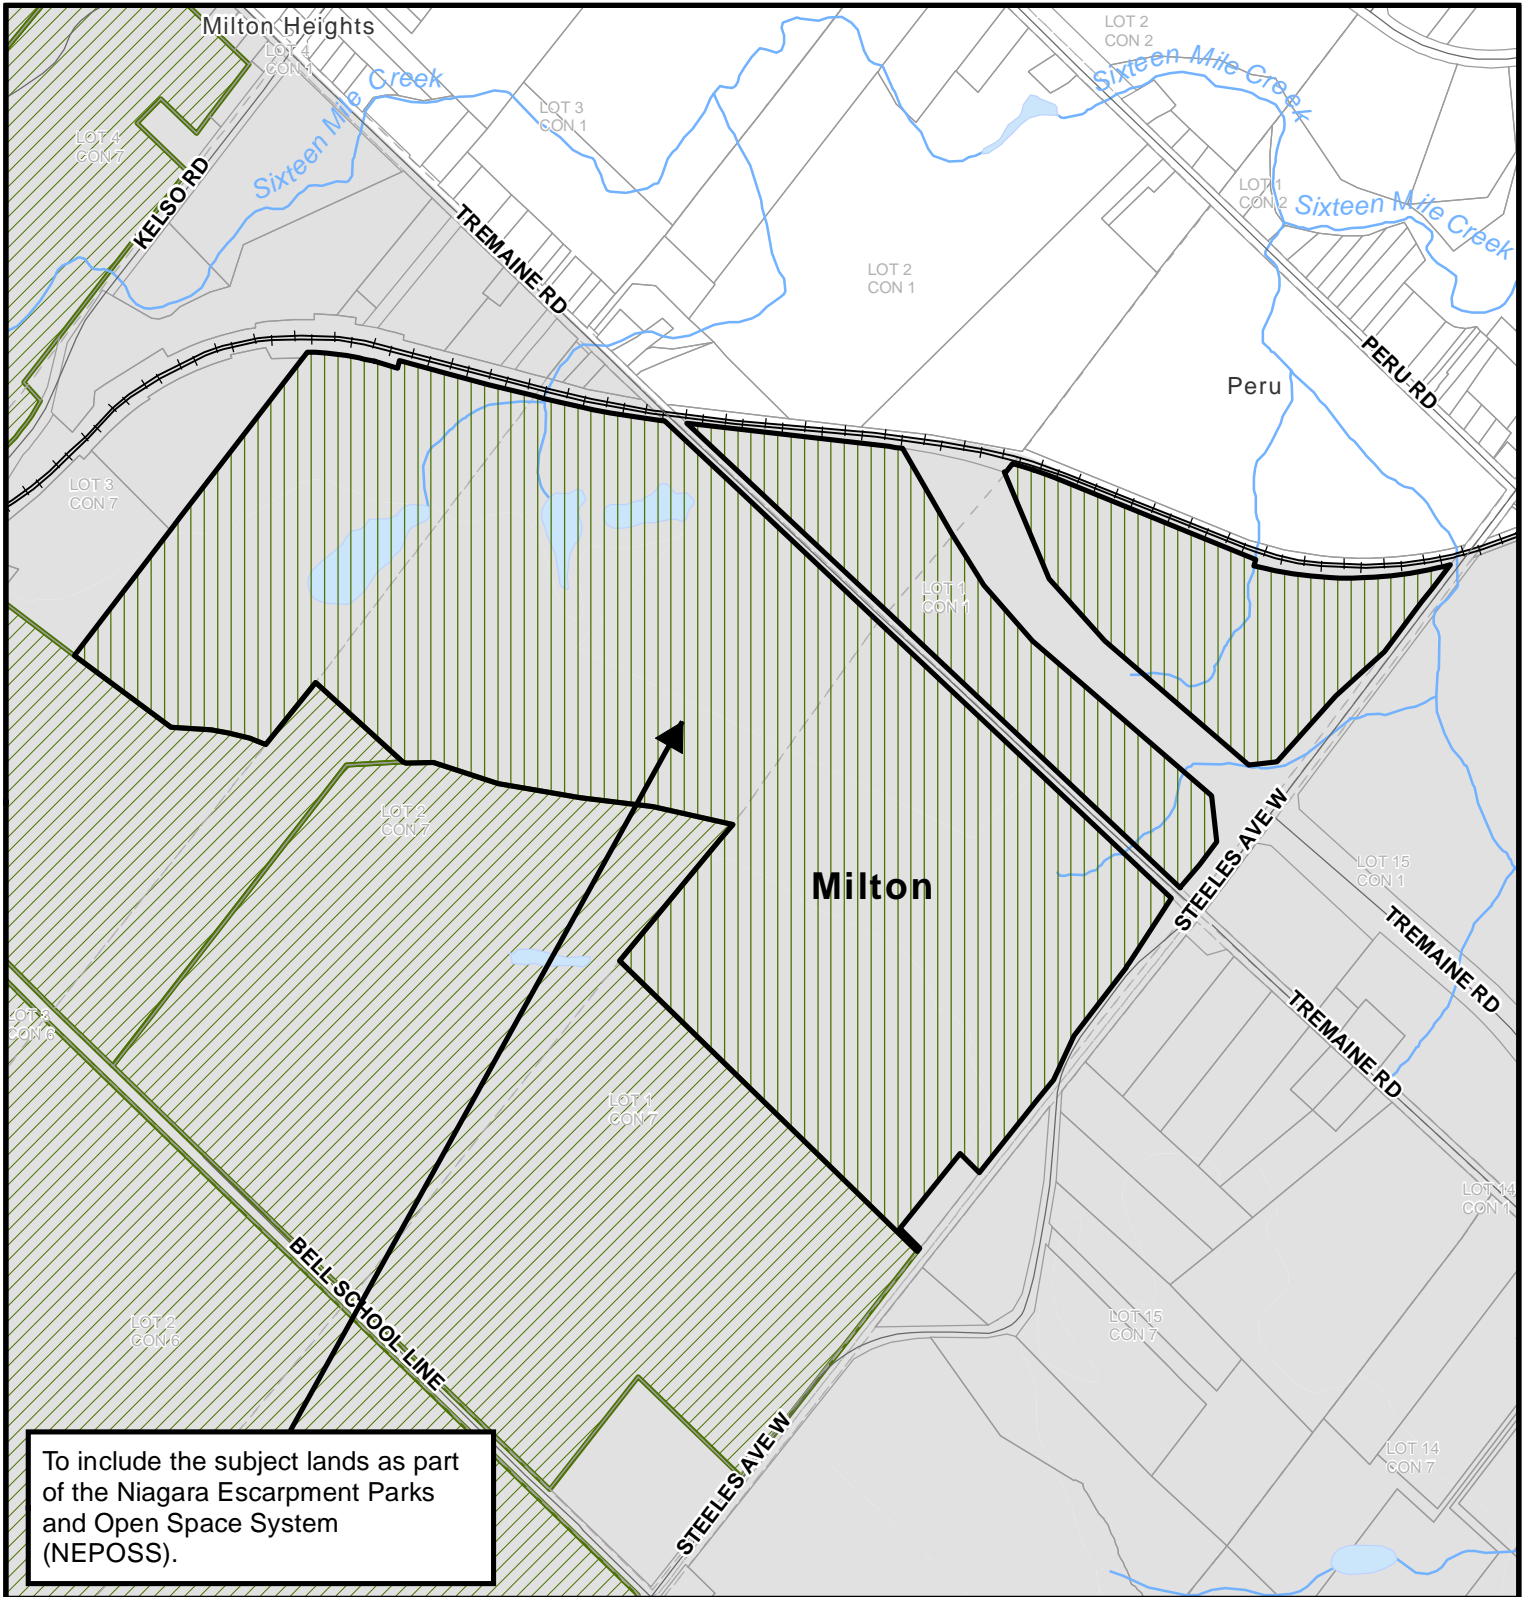 Milton Heights
LOT 4
CON 1
LOT 2
CON 2
Sixteen Mile Creek
Sixteen Mile Creek
LOT 3
CON 1
LOT 4
CON 7
KELSO RD
TREMAINE RD
LOT 1
CON 2
Sixteen Mile Creek
LOT 2
CON 1
PERU RD
Peru
LOT 3
CON 7
LOT 1
CON 1
LOT 2
CON 7
STEELES AVE W
LOT 15
CON 1
Milton
TREMAINE RD
LOT 3
CON 6
TREMAINE RD
LOT 1
CON 7
LOT 14
CON 1
BELL SCHOOL LINE
LOT 2
CON 6
LOT 15
CON 7
LOT 14
CON 7
STEELES AVE W
To include the subject lands as part
of the Niagara Escarpment Parks
and Open Space System
(NEPOSS).